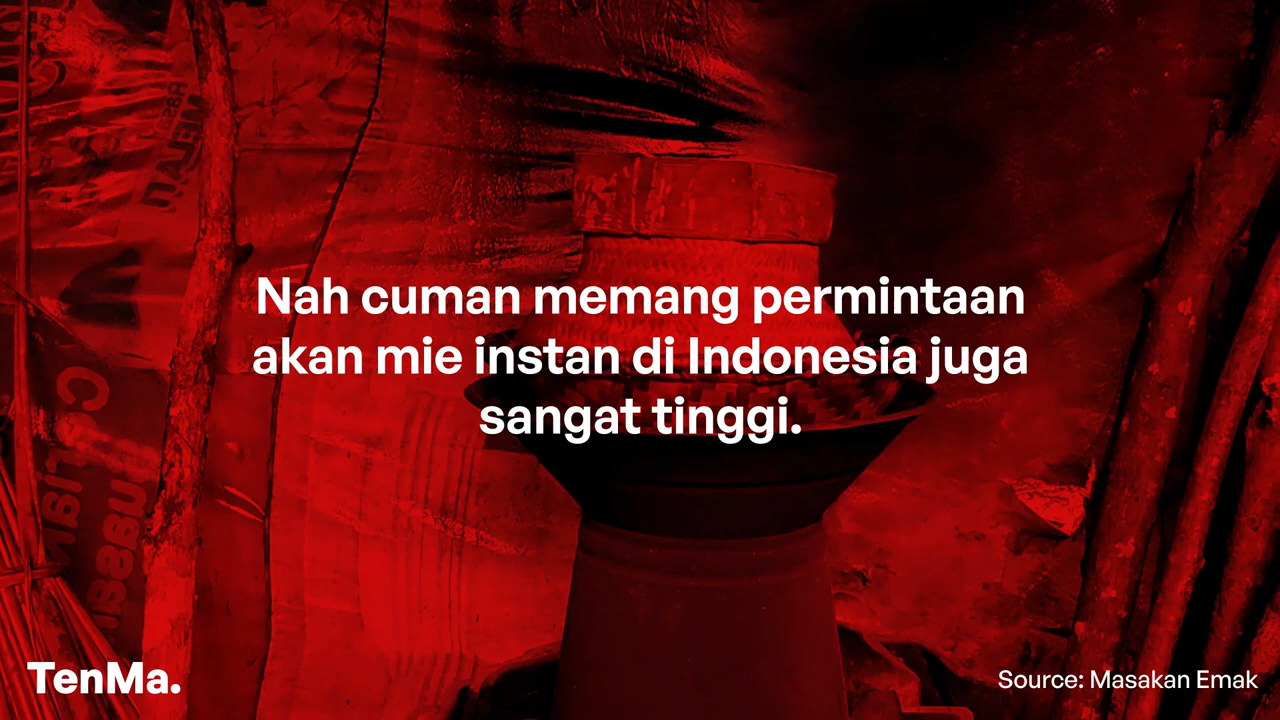 Nah cuman memang permintaan
akan mie instan di Indonesia juga
sangat tinggi.
TenMa.
Source: Masakan Emak